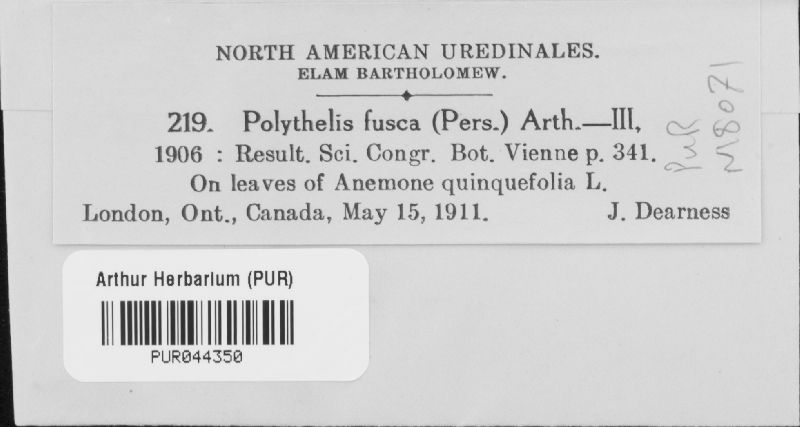 NORTH AMERICAN UREDINALES.
ELAM BARTHOLOMEW.
219. Polythelis fusca (Pers.) Arth.—III,
1906 : Result. Sci. Congr. Bot. Vienne p. 341.
On leaves of Anemone quinquefolia L.
London, Ont., Canada, May 15, 1911. J. Dearness
PUR
M8071
Arthur Herbarium (PUR)
PUR044350